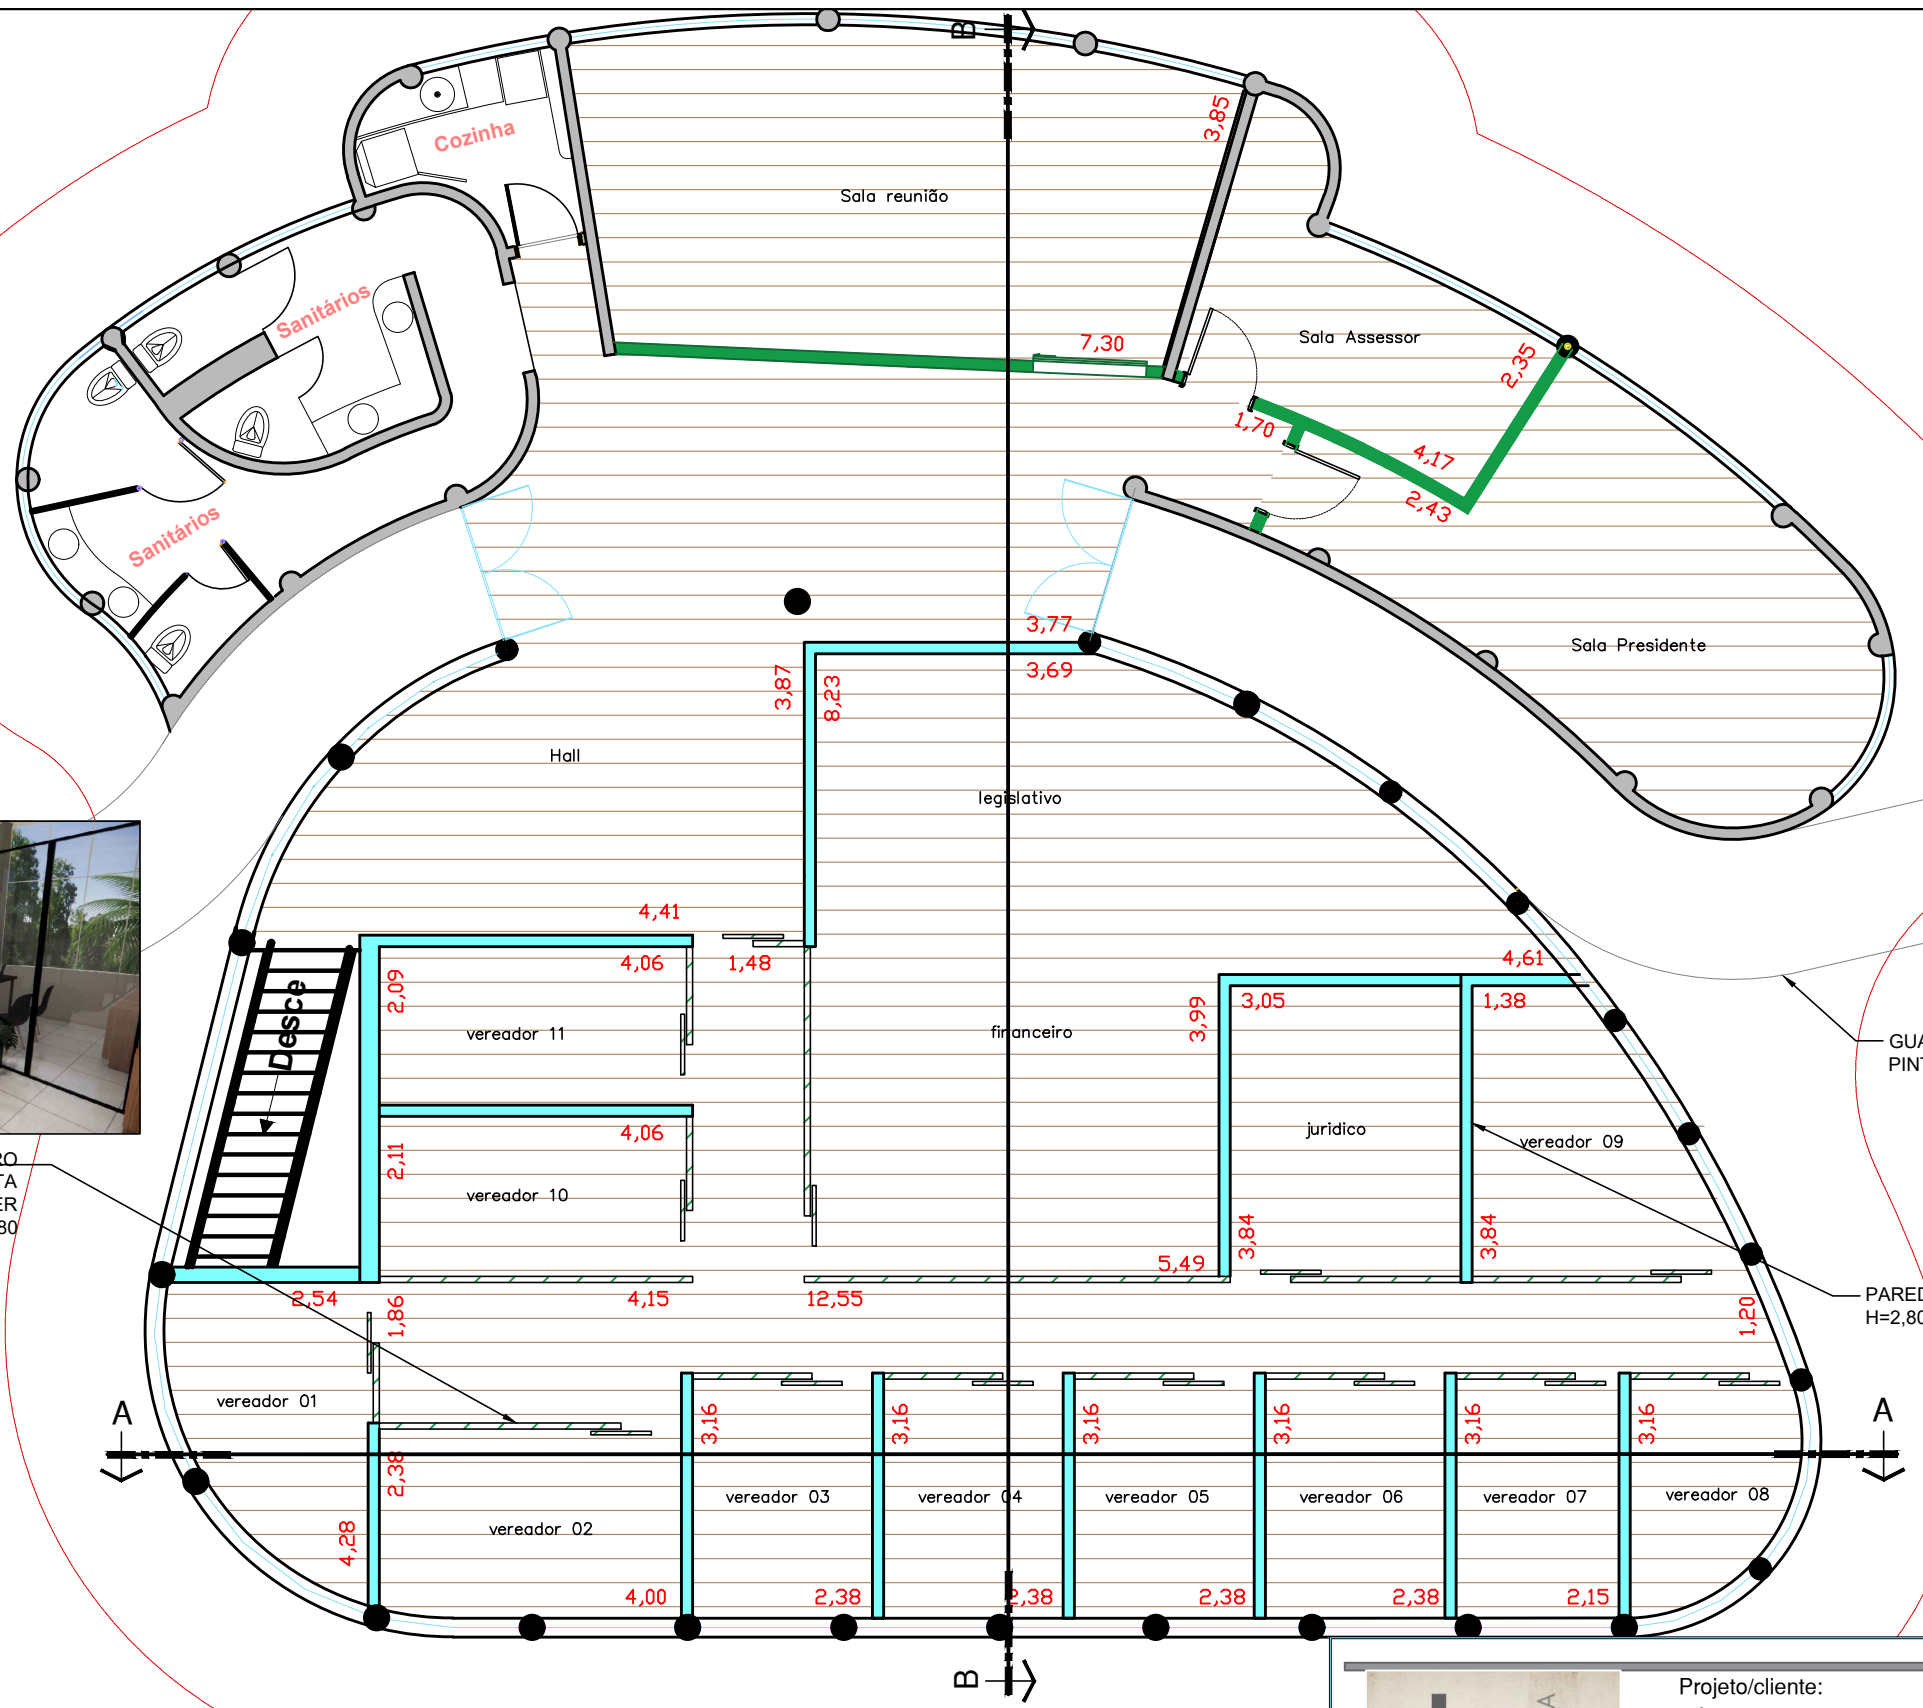 B
3,85
Cozinha
Sala reunião
Sanitários
7,30
Sala Assessor
2,35
1,70
4,17
2,43
Sanitários
3,77
3,69
Sala Presidente
3,87
8,23
Hall
legislativo
4,41
4,06
1,48
4,61
2,09
3,05
1,38
3,99
Desce
vereador 11
financeiro
GUA
PINT
4,06
juridico
vereador 09
RO
TA
ER
80
2,11
vereador 10
3,84
3,84
5,49
2,54
4,15
12,55
1,86
1,20
PARED
H=2,80
vereador 01
A
A
3,16
3,16
3,16
3,16
3,16
3,16
2,38
vereador 02
vereador 03
vereador 04
vereador 05
vereador 06
vereador 07
vereador 08
4,28
4,00
2,38
2,38
2,38
2,38
2,15
B
Projeto/cliente:
A